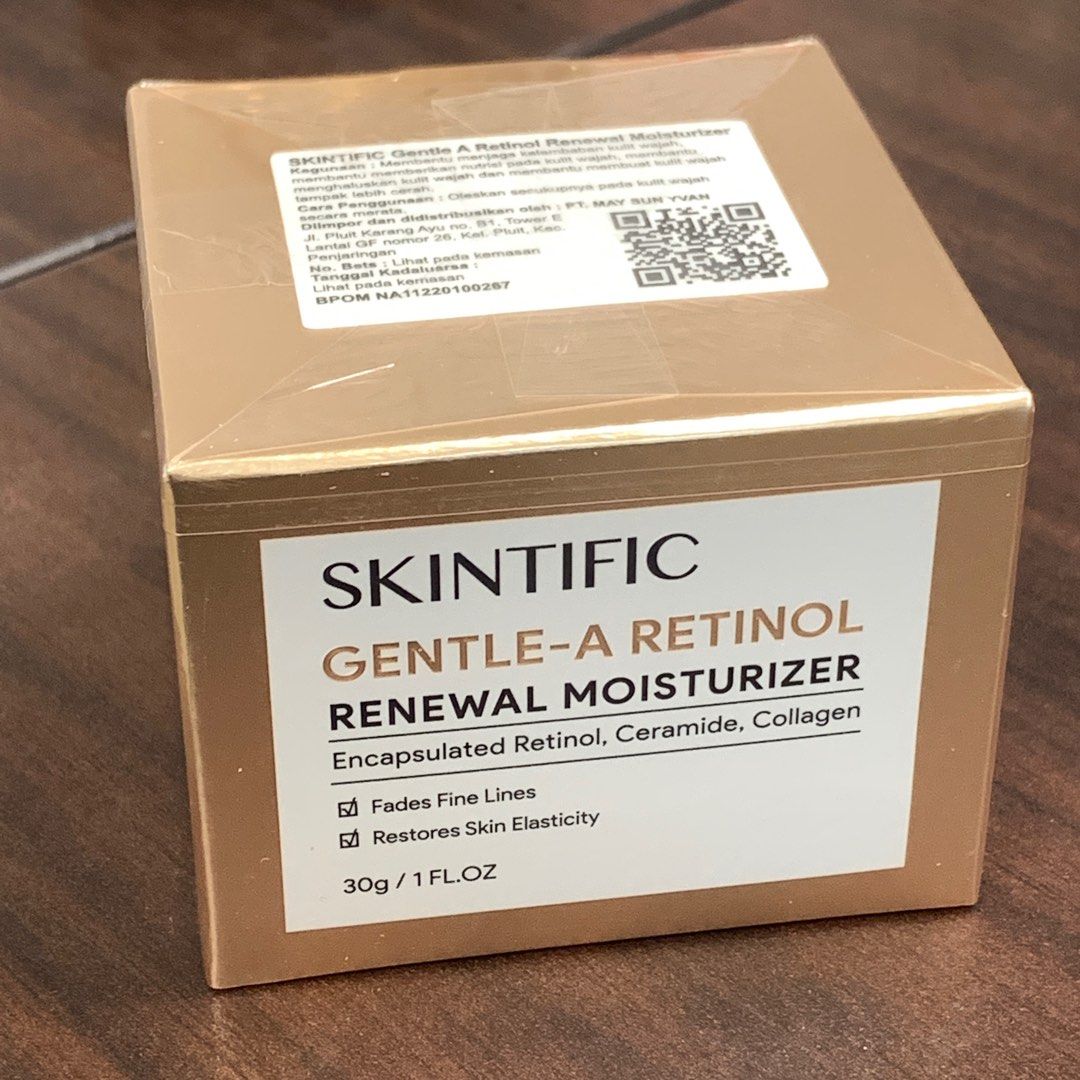 SKINTIFIC Gentle A Retinol Renewal Moisturizer
Kegunaan : Membantu menjaga kelembaban kulit wajah,
membantu memberikan nutrisi pada kulit wajah, membantu
menghaluskan kulit wajah dan membantu membuat kulit wajah
tampak lebih cerah.
Cara Penggunaan : Oleskan secukupnya pada kulit wajah
secara merata.
Diimpor dan didistribusikan oleh : PT. MAY SUN YVAN
Jl. Pluit Karang Ayu no. B1, Tower E
Lantai GF nomor 26, Kel. Pluit, Kec.
Penjaringan
No. Bets : Lihat pada kemasan
Tanggal Kadaluarsa :
Lihat pada kemasan
BPOM NA11220100267
SKINTIFIC
GENTLE-A RETINOL
RENEWAL MOISTURIZER
Encapsulated Retinol, Ceramide, Collagen
☑ Fades Fine Lines
☑ Restores Skin Elasticity
30g / 1 FL.OZ